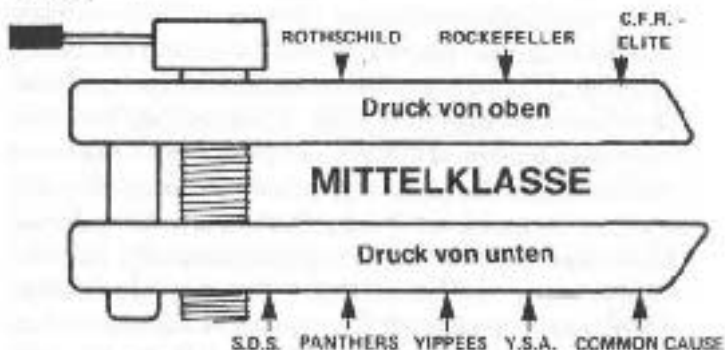 ROTHSCHILD ROCKEFELLER C.F.R. -
ELITE
Druck von oben
MITTELKLASSE
Druck von unten
S.D.S. PANTHERS YIPPEES Y.S.A. COMMON CAUSE